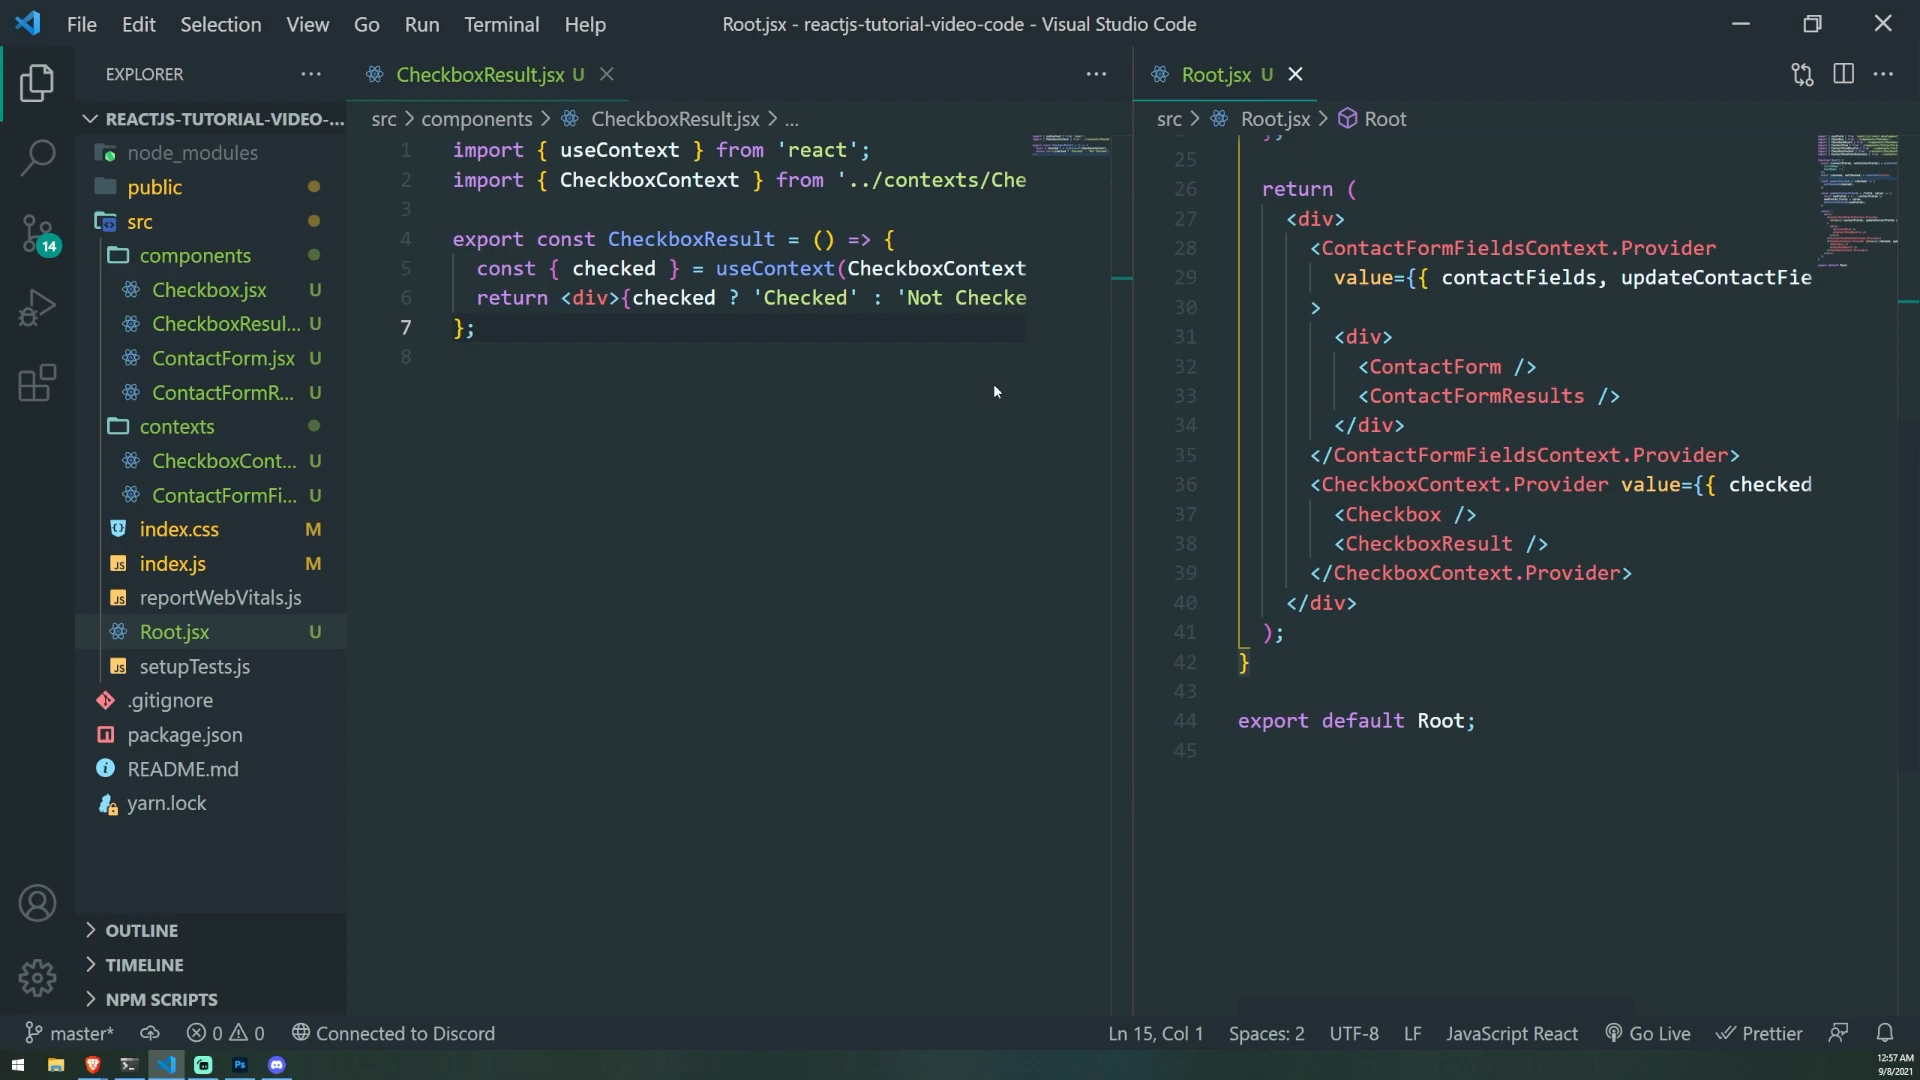 File Edit Selection View Go Run Terminal Help
Root.jsx - reactjs-tutorial-video-code - Visual Studio Code
EXPLORER
REACTJS-TUTORIAL-VIDEO-...
node_modules
public
src
components
Checkbox.jsx U
CheckboxResul... U
ContactForm.jsx U
ContactFormR... U
contexts
CheckboxCont... U
ContactFormFi... U
index.css M
index.js M
reportWebVitals.js
Root.jsx U
setupTests.js
.gitignore
package.json
README.md
yarn.lock
OUTLINE
TIMELINE
NPM SCRIPTS
14
CheckboxResult.jsx U
src > components > CheckboxResult.jsx > ...
1 import { useContext } from 'react';
2 import { CheckboxContext } from '../contexts/Che
3
4 export const CheckboxResult = () => {
5 const { checked } = useContext(CheckboxContext
6 return <div>{checked ? 'Checked' : 'Not Checke
7 };
8
Root.jsx U
src > Root.jsx > Root
25
26 return (
27 <div>
28 <ContactFormFieldsContext.Provider
29 value={{ contactFields, updateContactFie
30 >
31 <div>
32 <ContactForm />
33 <ContactFormResults />
34 </div>
35 </ContactFormFieldsContext.Provider>
36 <CheckboxContext.Provider value={{ checked
37 <Checkbox />
38 <CheckboxResult />
39 </CheckboxContext.Provider>
40 </div>
41 );
42 }
43
44 export default Root;
45
master* 0 0 Connected to Discord
Ln 15, Col 1 Spaces: 2 UTF-8 LF JavaScript React Go Live Prettier
Ps
12:57 AM
9/8/2021